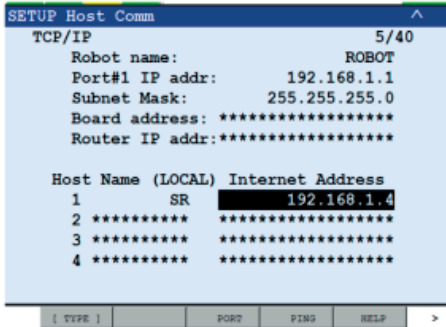 SETUP Host Comm
TCP/IP 5/40
Robot name: ROBOT
Port#1 IP addr: 192.168.1.1
Subnet Mask: 255.255.255.0
Board address: ******************
Router IP addr:******************
Host Name (LOCAL) Internet Address
1 SR 192.168.1.4
2 ********** ******************
3 ********** ******************
4 ********** ******************
[ TYPE ] PORT PING HELP >